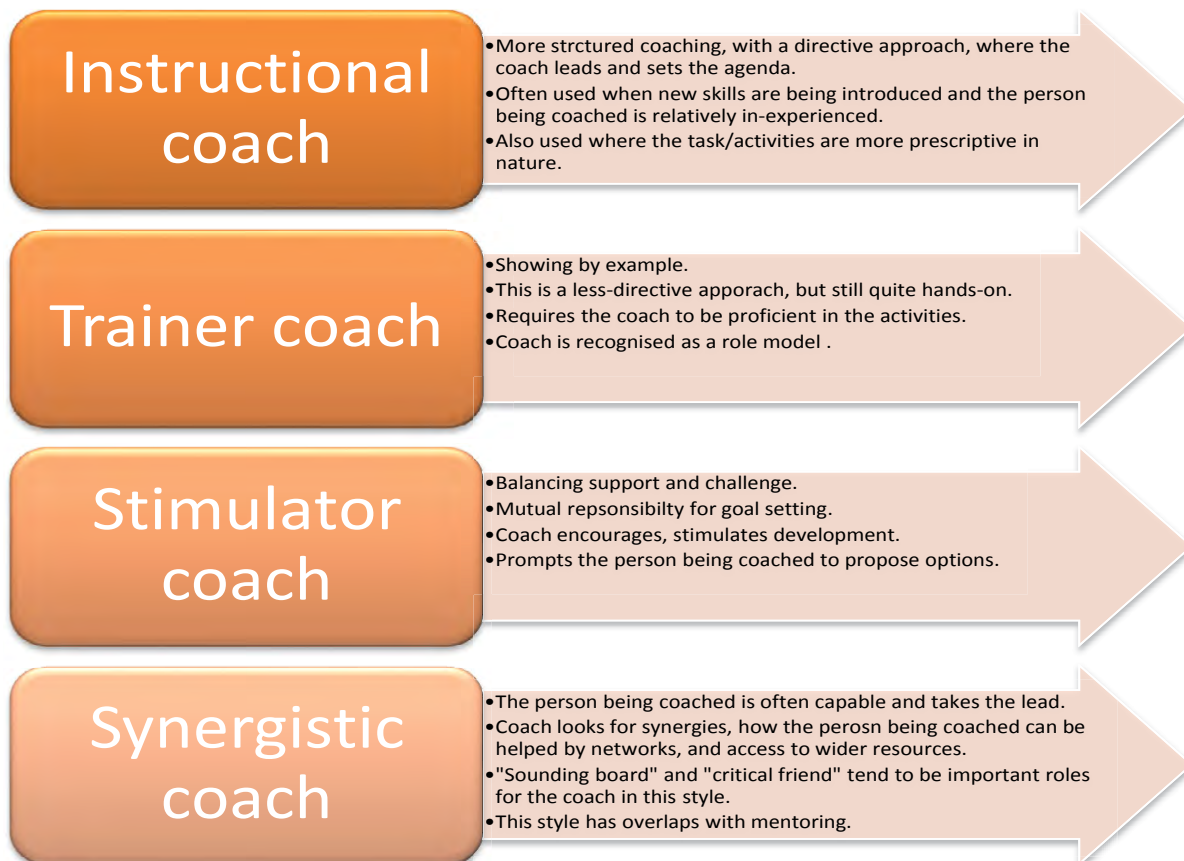 Instructional
coach
•More strctured coaching, with a directive approach, where the
coach leads and sets the agenda.
•Often used when new skills are being introduced and the person
being coached is relatively in-experienced.
•Also used where the task/activities are more prescriptive in
nature.
Trainer coach
•Showing by example.
•This is a less-directive apporach, but still quite hands-on.
•Requires the coach to be proficient in the activities.
•Coach is recognised as a role model .
Stimulator
coach
•Balancing support and challenge.
•Mutual repsonsibilty for goal setting.
•Coach encourages, stimulates development.
•Prompts the person being coached to propose options.
Synergistic
coach
•The person being coached is often capable and takes the lead.
•Coach looks for synergies, how the perosn being coached can be
helped by networks, and access to wider resources.
•"Sounding board" and "critical friend" tend to be important roles
for the coach in this style.
•This style has overlaps with mentoring.